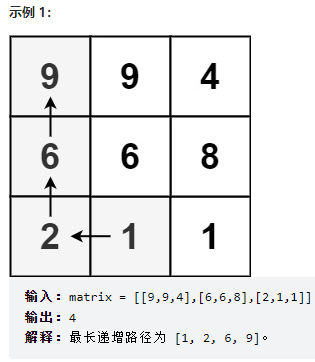 示例 1：
9 9 4
6 6 8
2 1 1
输入：matrix = [[9,9,4],[6,6,8],[2,1,1]]
输出：4
解释：最长递增路径为 [1, 2, 6, 9]。